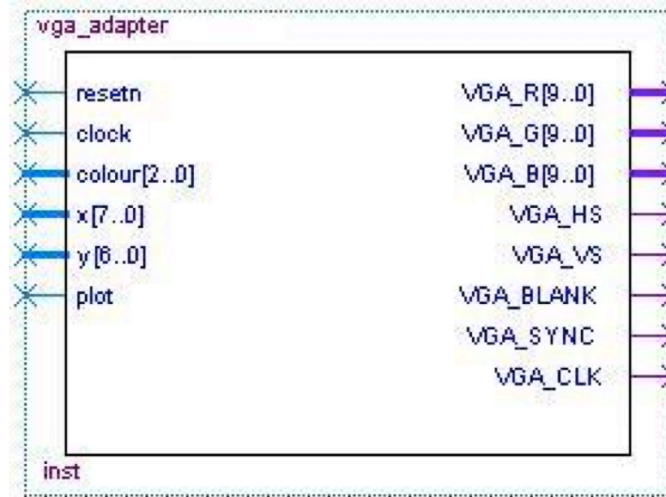 vga_adapter
resetn VGA_R[9..0]
clock VGA_G[9..0]
colour[2..0] VGA_B[9..0]
x[7..0] VGA_HS
y[6..0] VGA_VS
plot VGA_BLANK
VGA_SYNC
VGA_CLK
inst